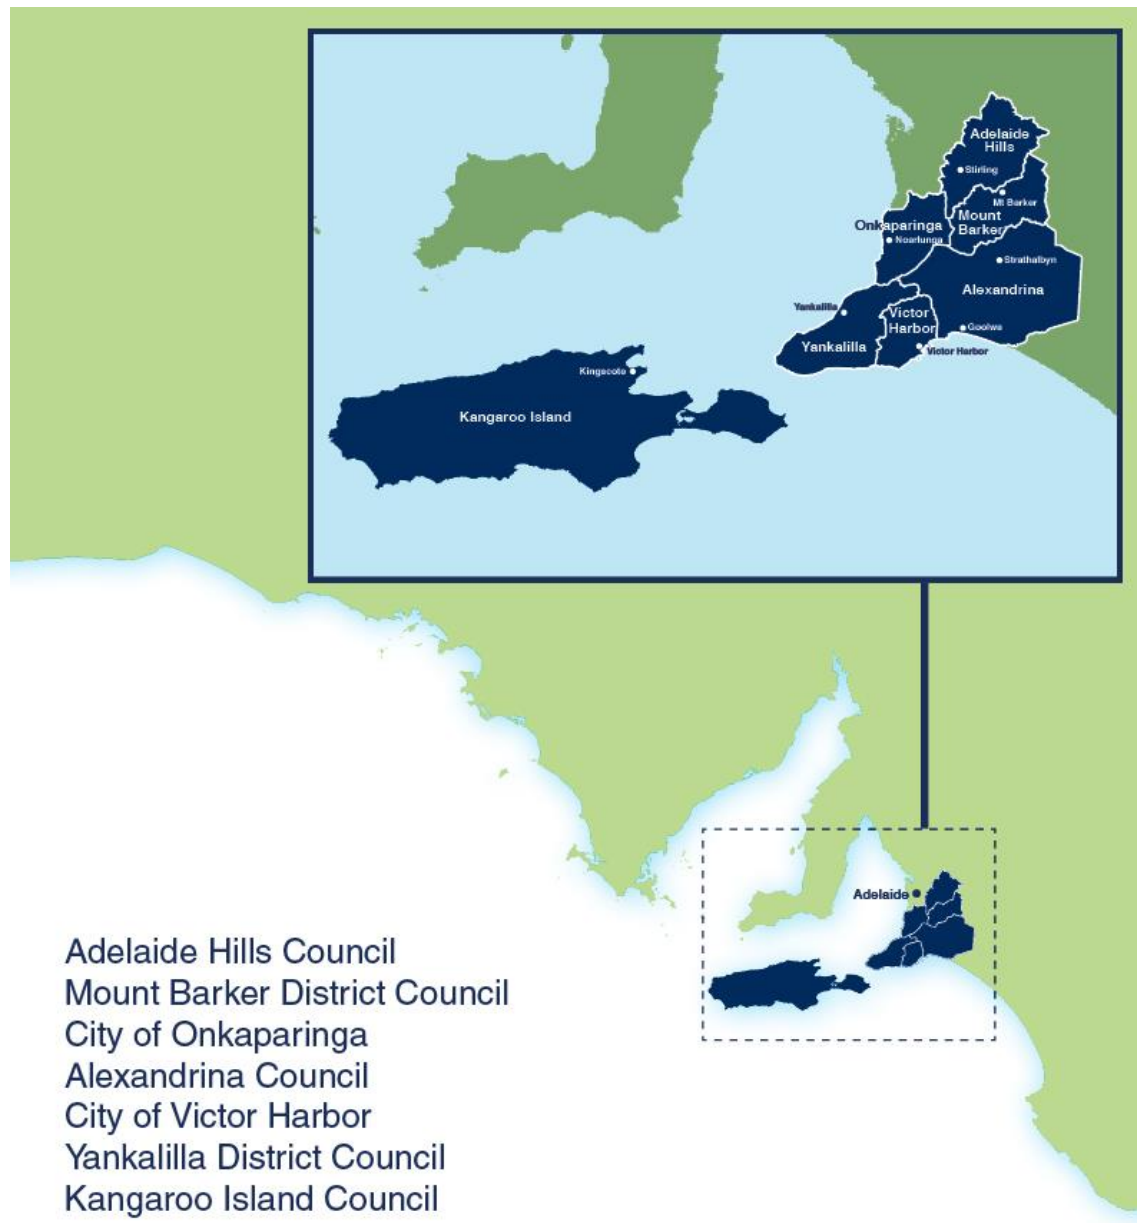 Adelaide
Hills
Stirling
Mt Barker
Mount
Barker
Onkaparinga
Noarlunga
Strathalbyn
Alexandrina
Yankalilla
Victor
Harbor
Goolwa
Yankalilla
Victor Harbor
Kingscote
Kangaroo Island
Adelaide
Adelaide Hills Council
Mount Barker District Council
City of Onkaparinga
Alexandrina Council
City of Victor Harbor
Yankalilla District Council
Kangaroo Island Council